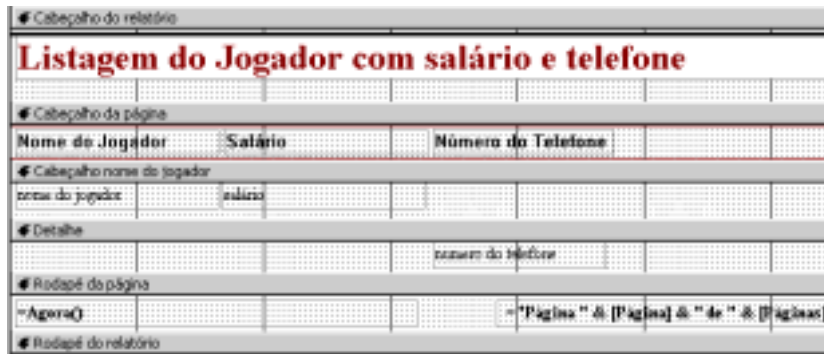 Cabeçalho do relatório
Listagem do Jogador com salário e telefone
Cabeçalho da página
Nome do Jogador Salário Número do Telefone
Cabeçalho nome do jogador
nome do jogador salário
Detalhe
numero do telefone
Rodapé da página
=Agora() ="Página " & [Página] & " de " & [Páginas]
Rodapé do relatório